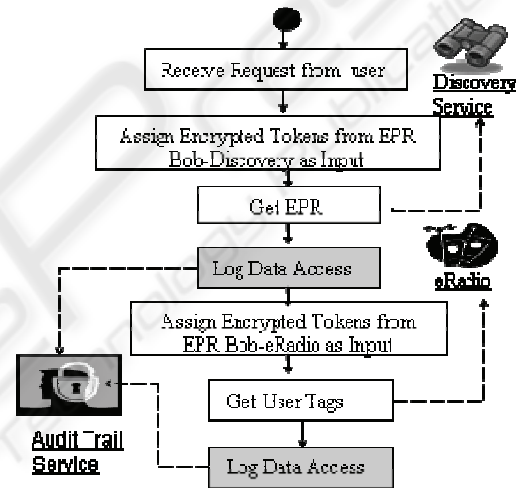 Receive Request from user
Discovery
Service
Assign Encrypted Tokens from EPR
Bob-Discovery as Input
Get EPR
Log Data Access
eRadio
Assign Encrypted Tokens from
EPR Bob-eRadio as Input
Get User Tags
Audit Trail
Service
Log Data Access